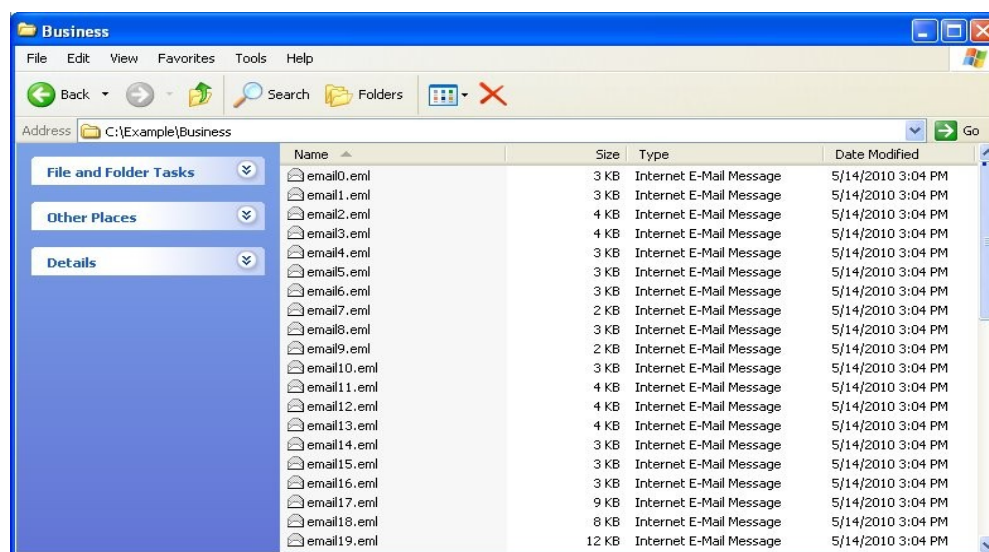 Business
File Edit View Favorites Tools Help
Back Search Folders
Address C:\Example\Business Go
File and Folder Tasks
Other Places
Details
Name Size Type Date Modified
email0.eml 3 KB Internet E-Mail Message 5/14/2010 3:04 PM
email1.eml 3 KB Internet E-Mail Message 5/14/2010 3:04 PM
email2.eml 4 KB Internet E-Mail Message 5/14/2010 3:04 PM
email3.eml 4 KB Internet E-Mail Message 5/14/2010 3:04 PM
email4.eml 3 KB Internet E-Mail Message 5/14/2010 3:04 PM
email5.eml 3 KB Internet E-Mail Message 5/14/2010 3:04 PM
email6.eml 3 KB Internet E-Mail Message 5/14/2010 3:04 PM
email7.eml 2 KB Internet E-Mail Message 5/14/2010 3:04 PM
email8.eml 3 KB Internet E-Mail Message 5/14/2010 3:04 PM
email9.eml 2 KB Internet E-Mail Message 5/14/2010 3:04 PM
email10.eml 3 KB Internet E-Mail Message 5/14/2010 3:04 PM
email11.eml 4 KB Internet E-Mail Message 5/14/2010 3:04 PM
email12.eml 4 KB Internet E-Mail Message 5/14/2010 3:04 PM
email13.eml 4 KB Internet E-Mail Message 5/14/2010 3:04 PM
email14.eml 3 KB Internet E-Mail Message 5/14/2010 3:04 PM
email15.eml 3 KB Internet E-Mail Message 5/14/2010 3:04 PM
email16.eml 3 KB Internet E-Mail Message 5/14/2010 3:04 PM
email17.eml 9 KB Internet E-Mail Message 5/14/2010 3:04 PM
email18.eml 8 KB Internet E-Mail Message 5/14/2010 3:04 PM
email19.eml 12 KB Internet E-Mail Message 5/14/2010 3:04 PM